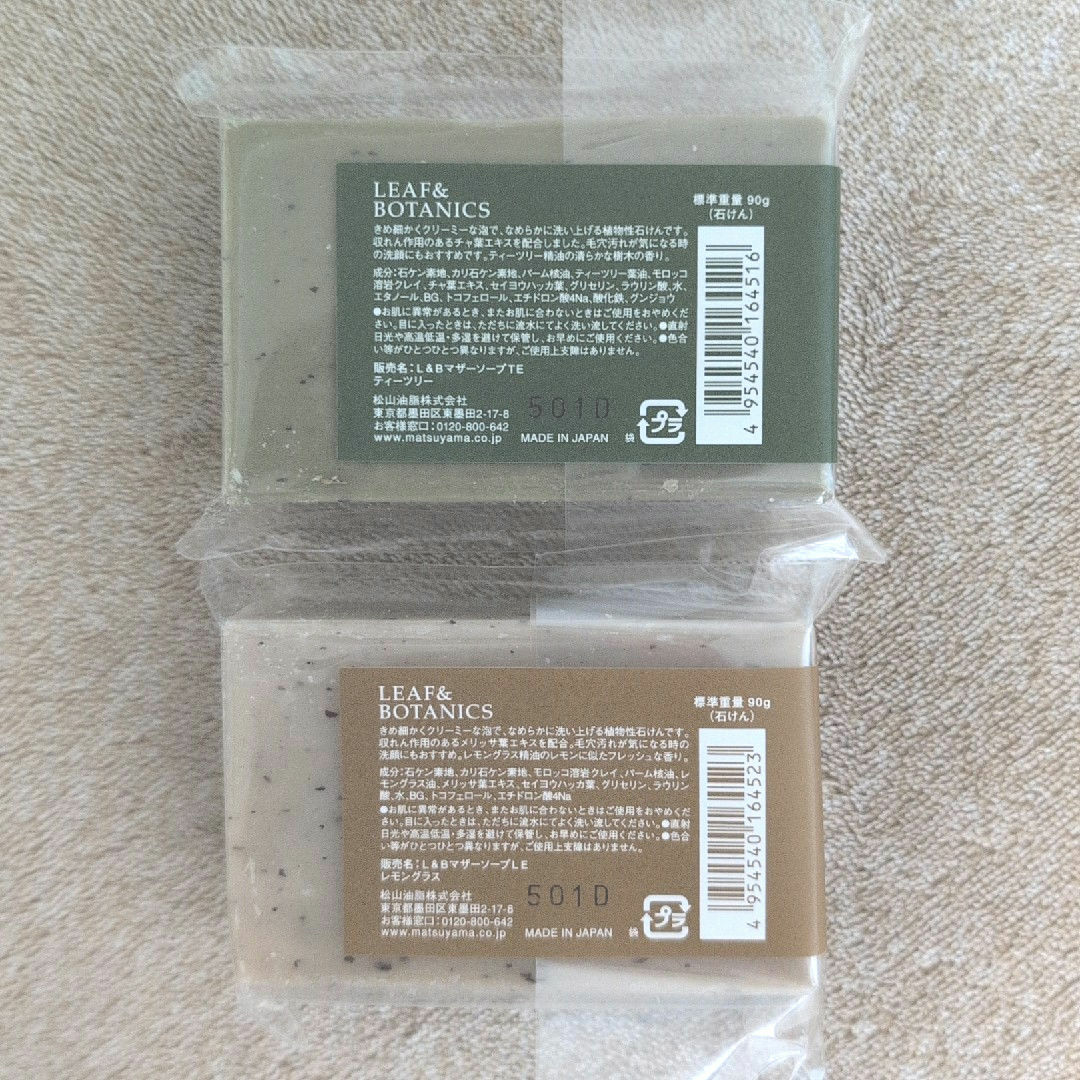 LEAF&
BOTANICS
標準重量 90g
(石けん)
きめ細かくクリーミーな泡で、なめらかに洗い上げる植物性石けんです。
収れん作用のあるチャ葉エキスを配合しました。毛穴汚れが気になる時
の洗顔にもおすすめです。ティーツリー精油の清らかな樹木の香り。
成分:石ケン素地、カリ石ケン素地、パーム核油、ティーツリー葉油、モロッコ
溶岩クレイ、チャ葉エキス、セイヨウハッカ葉、グリセリン、ラウリン酸、水、
エタノール、BG、トコフェロール、エチドロン酸4Na、酸化鉄、グンジョウ
●お肌に異常があるとき、またお肌に合わないときはご使用をおやめくだ
さい。目に入ったときは、ただちに流水にてよく洗い流してください。●直射
日光や高温低温・多湿を避けて保管し、お早めにご使用ください。●色合
い等がひとつひとつ異なりますが、ご使用上支障はありません。
販売名:L&BマザーソープTE
ティーツリー
松山油脂株式会社
東京都墨田区東墨田2-17-8
お客様窓口:0120-800-642
www.matsuyama.co.jp
501D
MADE IN JAPAN
袋
プラ
4 954540 164516
LEAF&
BOTANICS
標準重量 90g
(石けん)
きめ細かくクリーミーな泡で、なめらかに洗い上げる植物性石けんです。
収れん作用のあるメリッサ葉エキスを配合。毛穴汚れが気になる時の
洗顔にもおすすめ。レモングラス精油のレモンに似たフレッシュな香り。
成分:石ケン素地、カリ石ケン素地、モロッコ溶岩クレイ、パーム核油、レ
モングラス油、メリッサ葉エキス、セイヨウハッカ葉、グリセリン、ラウリン
酸、水、BG、トコフェロール、エチドロン酸4Na
●お肌に異常があるとき、またお肌に合わないときはご使用をおやめくだ
さい。目に入ったときは、ただちに流水にてよく洗い流してください。●直射
日光や高温低温・多湿を避けて保管し、お早めにご使用ください。●色合
い等がひとつひとつ異なりますが、ご使用上支障はありません。
販売名:L&BマザーソープLE
レモングラス
松山油脂株式会社
東京都墨田区東墨田2-17-8
お客様窓口:0120-800-642
www.matsuyama.co.jp
501D
MADE IN JAPAN
袋
プラ
4 954540 164523